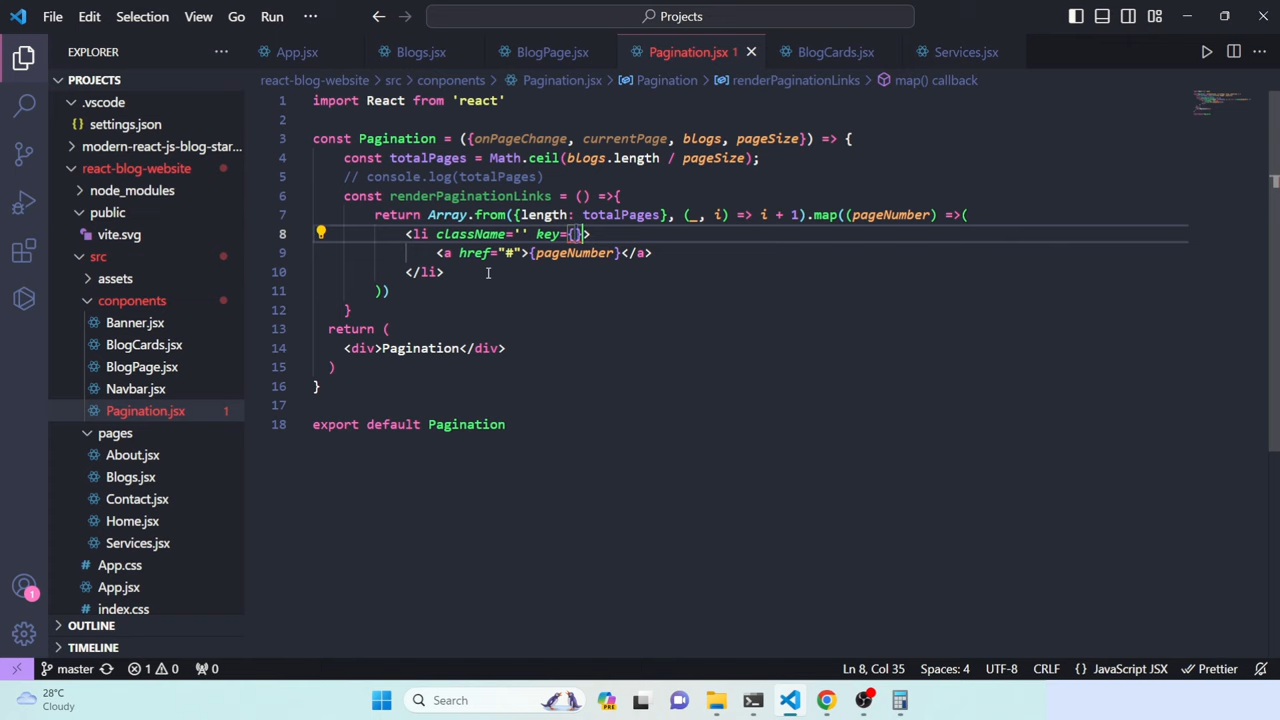 File Edit Selection View Go Run ··· Projects
EXPLORER ···
App.jsx Blogs.jsx BlogPage.jsx Pagination.jsx 1 BlogCards.jsx Services.jsx
react-blog-website > src > conponents > Pagination.jsx > Pagination > renderPaginationLinks > map() callback
PROJECTS
.vscode
{} settings.json
modern-react-js-blog-star...
react-blog-website
node_modules
public
vite.svg
src
assets
conponents
Banner.jsx
BlogCards.jsx
BlogPage.jsx
Navbar.jsx
Pagination.jsx 1
pages
About.jsx
Blogs.jsx
Contact.jsx
Home.jsx
Services.jsx
# App.css
App.jsx
# index.css
OUTLINE
TIMELINE
1 import React from 'react'
2
3 const Pagination = ({onPageChange, currentPage, blogs, pageSize}) => {
4 const totalPages = Math.ceil(blogs.length / pageSize);
5 // console.log(totalPages)
6 const renderPaginationLinks = () =>{
7 return Array.from({length: totalPages}, (_, i) => i + 1).map((pageNumber) =>(
8 <li className='' key={}>
9 <a href="#">{pageNumber}</a>
10 </li>
11 ))
12 }
13 return (
14 <div>Pagination</div>
15 )
16 }
17
18 export default Pagination
1
master 1 0 0 Ln 8, Col 35 Spaces: 4 UTF-8 CRLF {} JavaScript JSX Prettier
28°C
Cloudy
Search
PRE